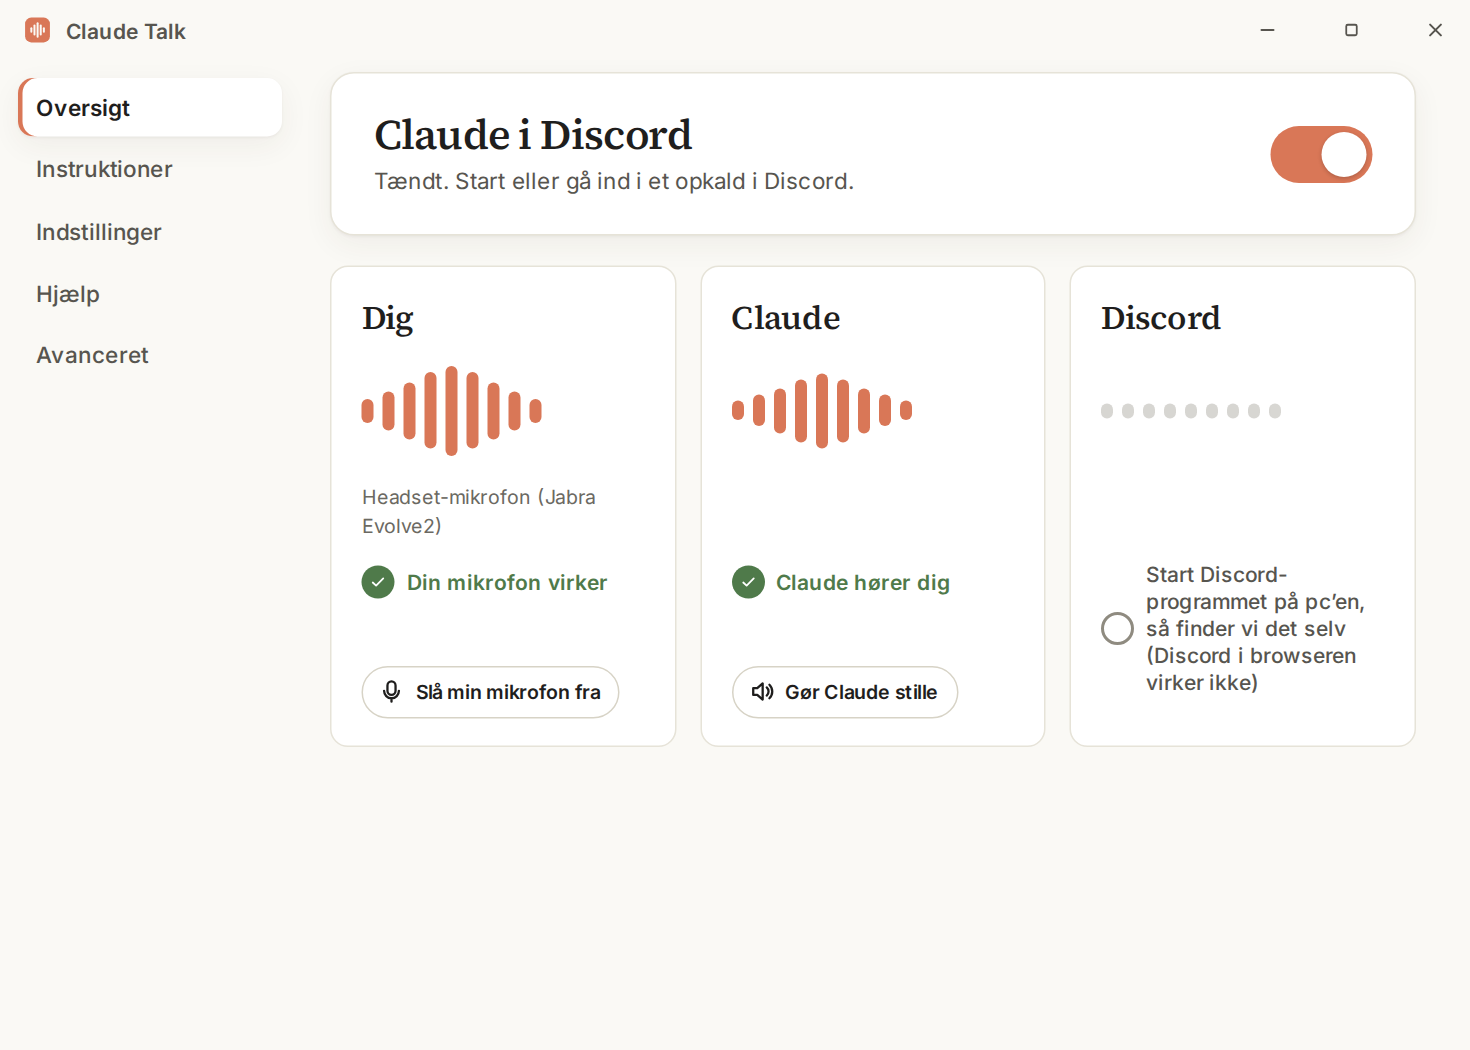 Claude Talk
Oversigt
Instruktioner
Indstillinger
Hjælp
Avanceret
Claude i Discord
Tændt. Start eller gå ind i et opkald i Discord.
Dig
Headset-mikrofon (Jabra
Evolve2)
Din mikrofon virker
Slå min mikrofon fra
Claude
Claude hører dig
Gør Claude stille
Discord
Start Discord-
programmet på pc’en,
så finder vi det selv
(Discord i browseren
virker ikke)